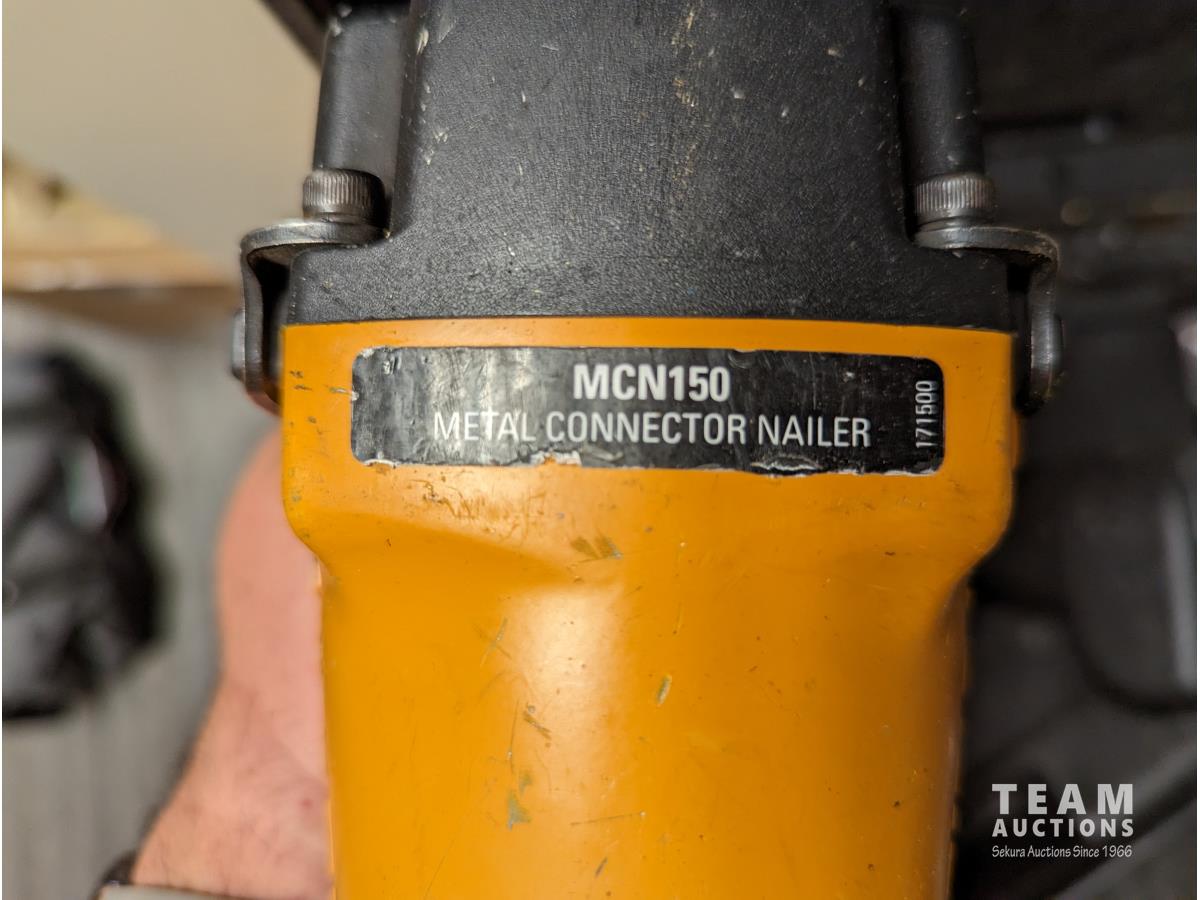 MCN150
METAL CONNECTOR NAILER
171500
TEAM
AUCTIONS
Sekura Auctions Since 1966